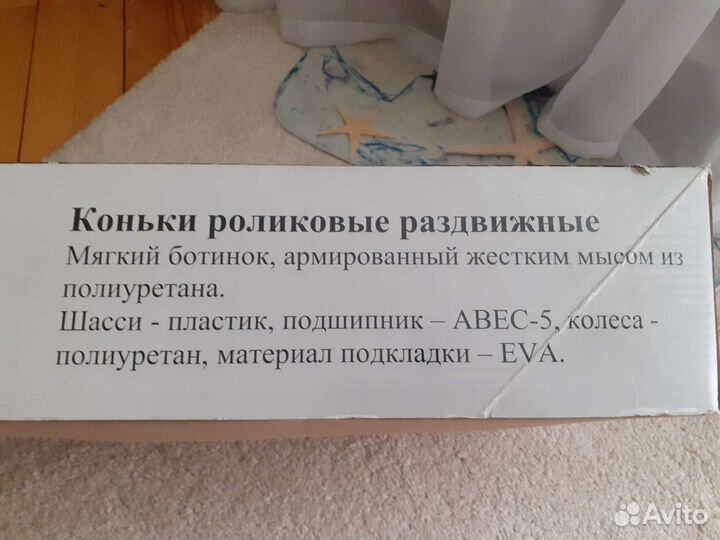 Коньки роликовые раздвижные
Мягкий ботинок, армированный жестким мысом из
полиуретана.
Шасси - пластик, подшипник – ABEC-5, колеса -
полиуретан, материал подкладки – EVA.
Avito